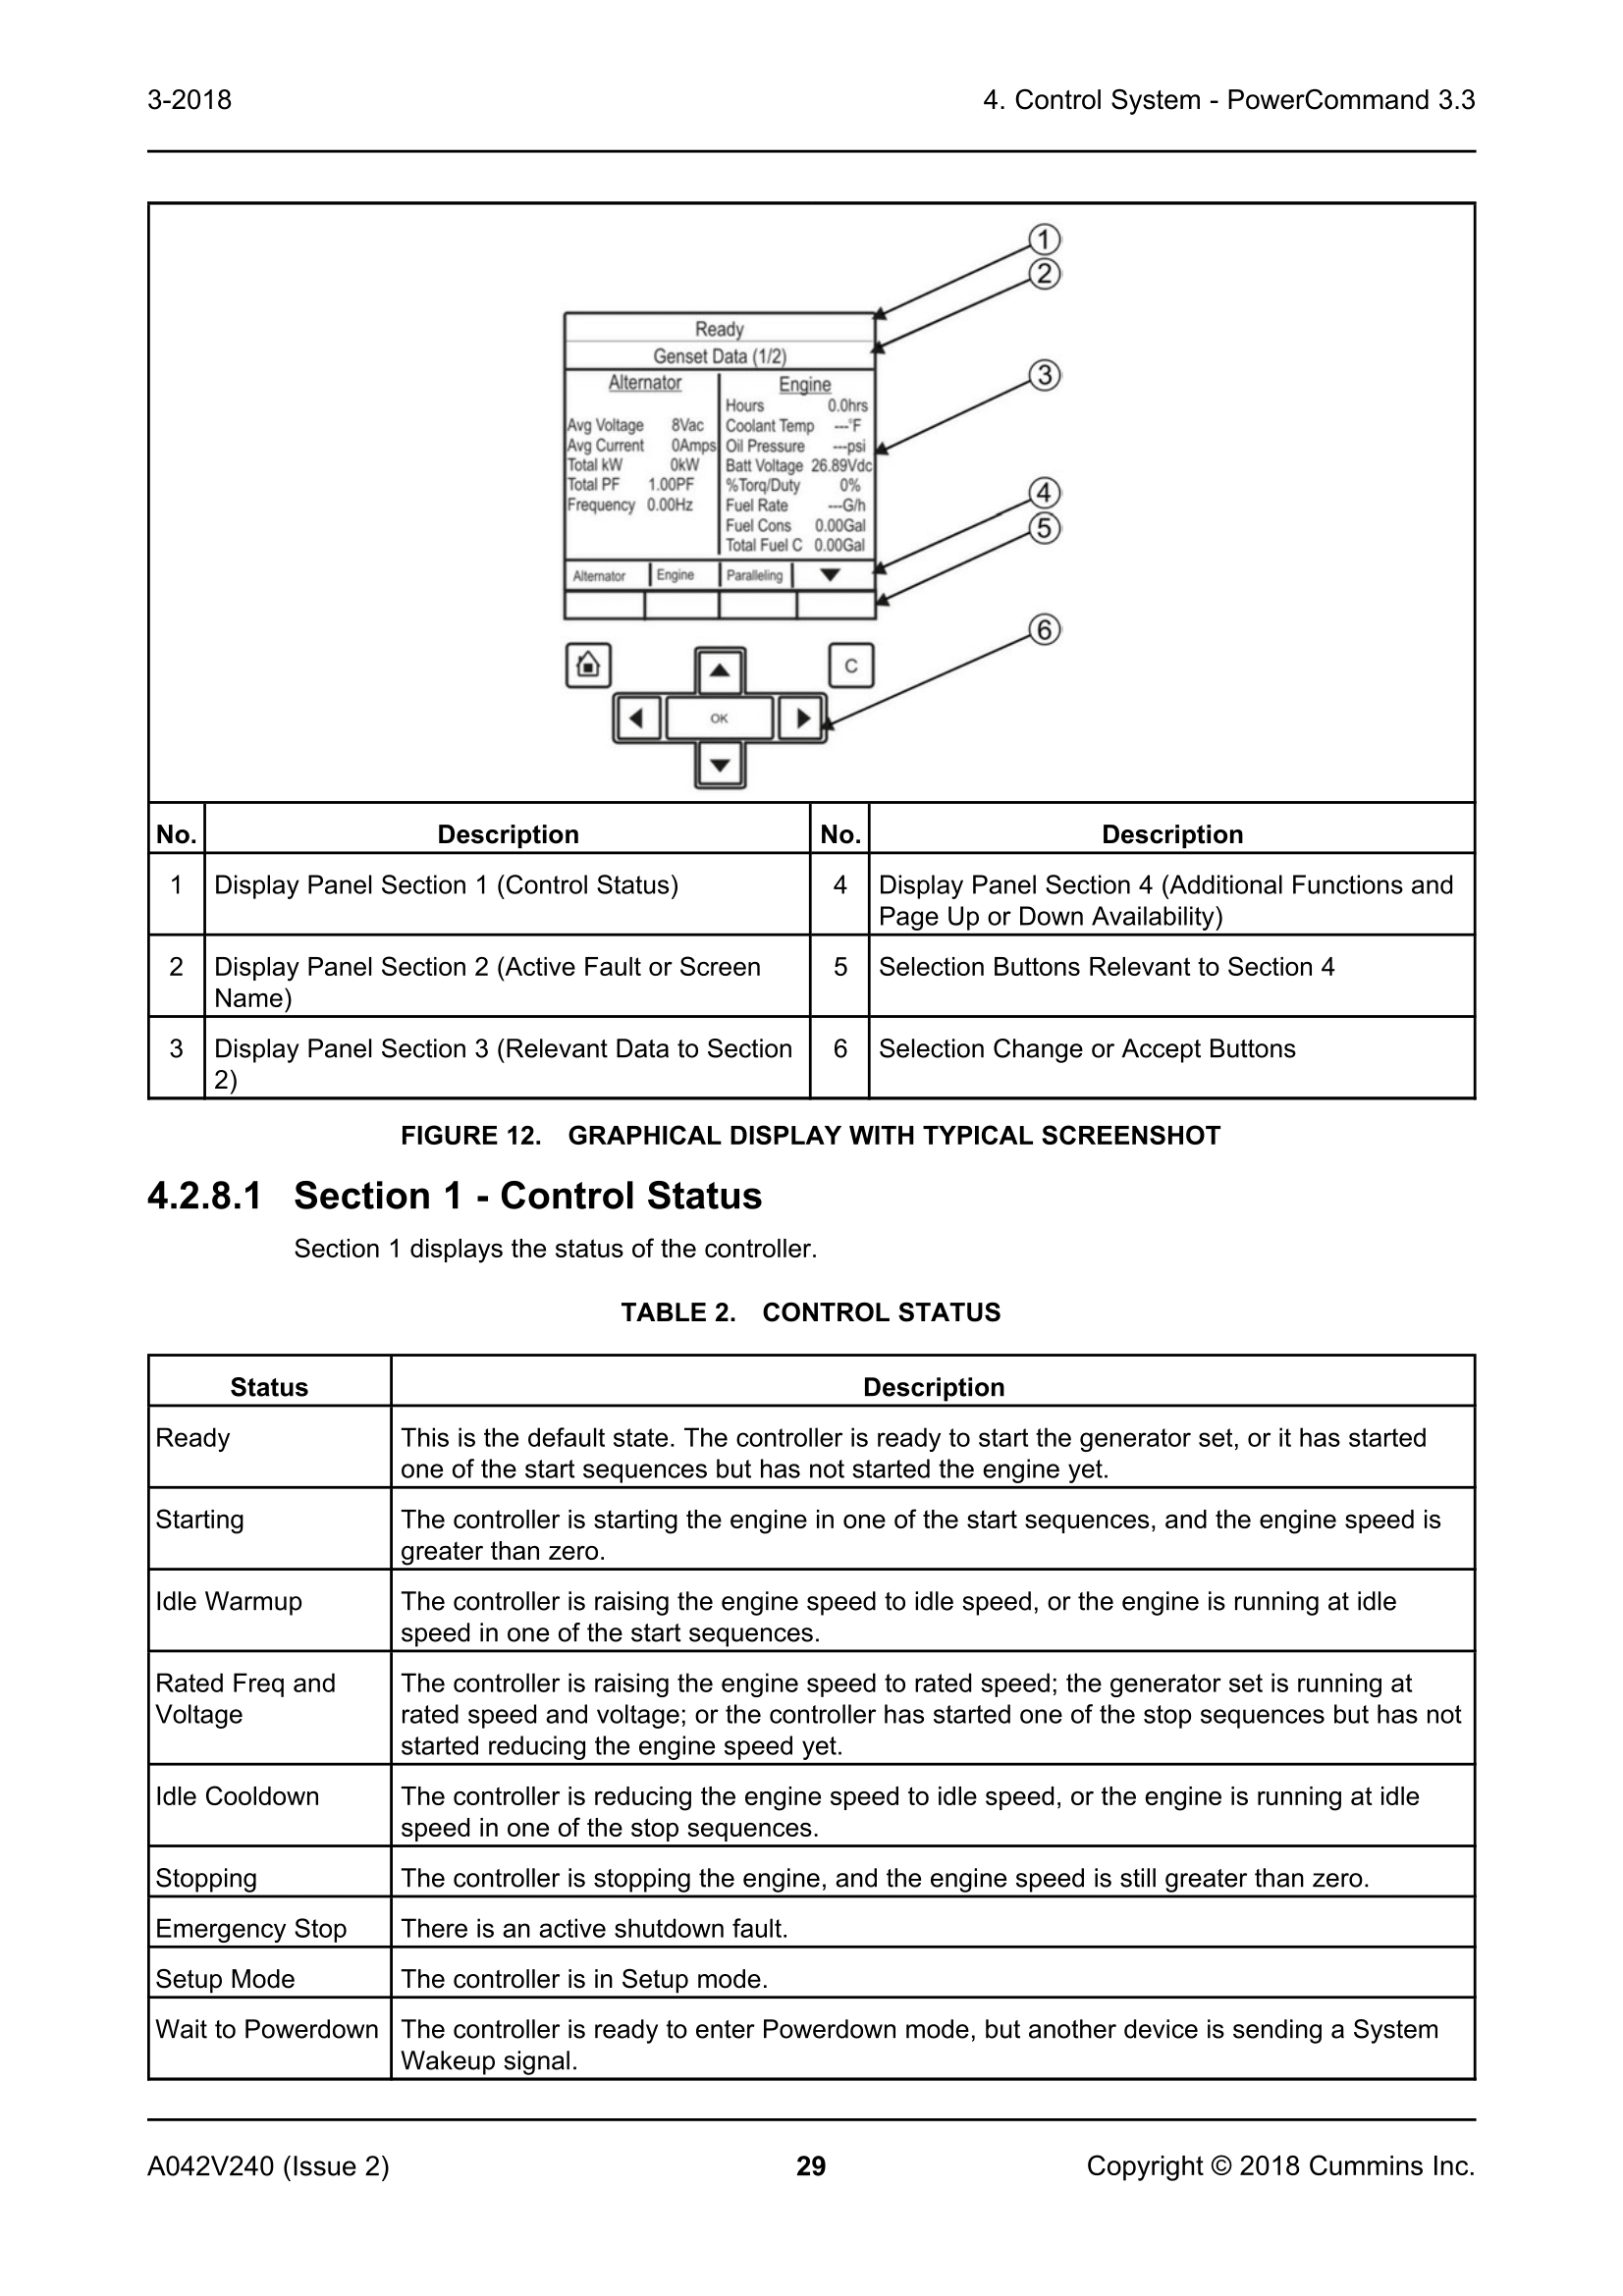 3-2018
4. Control System - PowerCommand 3.3
1
2
3
4
5
6
Ready
Genset Data (1/2)
Alternator
Avg Voltage 8Vac
Avg Current 0Amps
Total kW 0kW
Total PF 1.00PF
Frequency 0.00Hz
Engine
Hours 0.0hrs
Coolant Temp ---°F
Oil Pressure ---psi
Batt Voltage 26.89Vdc
%Torq/Duty 0%
Fuel Rate ---G/h
Fuel Cons 0.00Gal
Total Fuel C 0.00Gal
Alternator Engine Paralleling
C
OK
No. Description No. Description
1 Display Panel Section 1 (Control Status)
4 Display Panel Section 4 (Additional Functions and
Page Up or Down Availability)
2 Display Panel Section 2 (Active Fault or Screen
Name)
5 Selection Buttons Relevant to Section 4
3 Display Panel Section 3 (Relevant Data to Section
2)
6 Selection Change or Accept Buttons
FIGURE 12. GRAPHICAL DISPLAY WITH TYPICAL SCREENSHOT
4.2.8.1 Section 1 - Control Status
Section 1 displays the status of the controller.
TABLE 2. CONTROL STATUS
Status Description
Ready
This is the default state. The controller is ready to start the generator set, or it has started
one of the start sequences but has not started the engine yet.
Starting
The controller is starting the engine in one of the start sequences, and the engine speed is
greater than zero.
Idle Warmup
The controller is raising the engine speed to idle speed, or the engine is running at idle
speed in one of the start sequences.
Rated Freq and
Voltage
The controller is raising the engine speed to rated speed; the generator set is running at
rated speed and voltage; or the controller has started one of the stop sequences but has not
started reducing the engine speed yet.
Idle Cooldown
The controller is reducing the engine speed to idle speed, or the engine is running at idle
speed in one of the stop sequences.
Stopping
The controller is stopping the engine, and the engine speed is still greater than zero.
Emergency Stop
There is an active shutdown fault.
Setup Mode
The controller is in Setup mode.
Wait to Powerdown
The controller is ready to enter Powerdown mode, but another device is sending a System
Wakeup signal.
A042V240 (Issue 2)
29
Copyright © 2018 Cummins Inc.